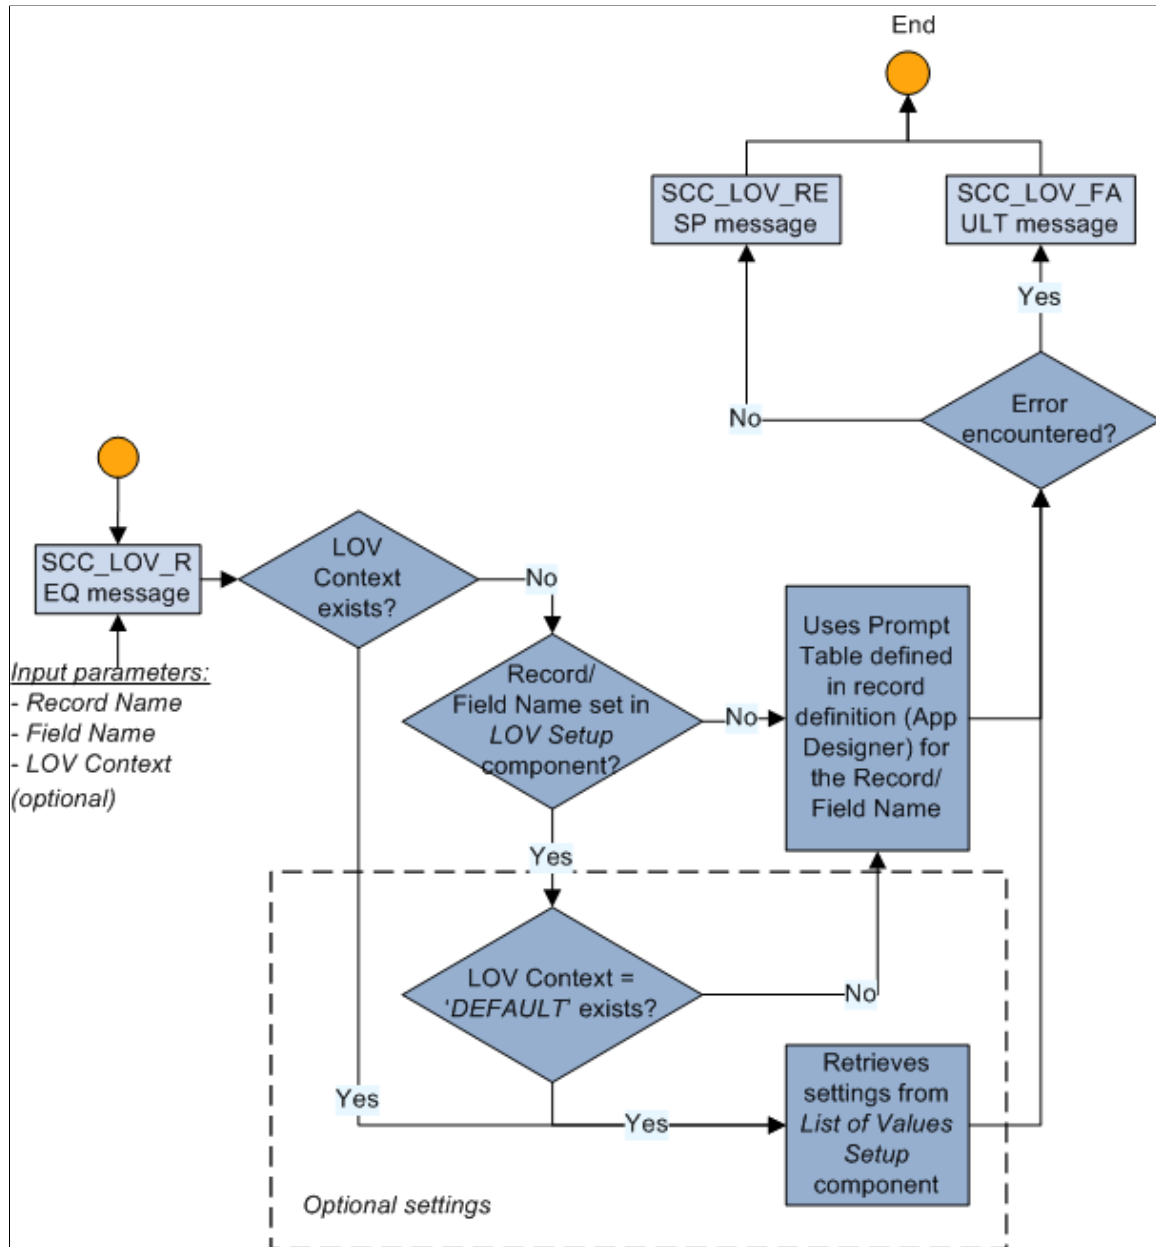 End
SCC_LOV_RE
SP message
SCC_LOV_FA
ULT message
Yes
Error
encountered?
No
SCC_LOV_R
EQ message
LOV
Context
exists?
No
Input parameters:
- Record Name
- Field Name
- LOV Context
(optional)
Record/
Field Name set in
LOV Setup
component?
No
Uses Prompt
Table defined
in record
definition (App
Designer) for
the Record/
Field Name
Yes
LOV Context =
‘DEFAULT’ exists?
No
Yes
Yes
Retrieves
settings from
List of Values
Setup
component
Optional settings